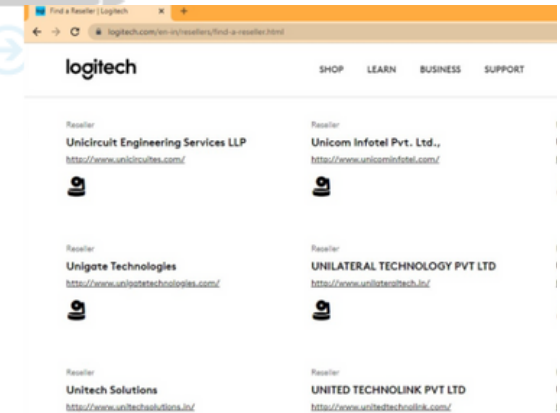 Find a Reseller | Logitech
logitech.com/en-in/resellers/find-a-reseller.html
logitech
SHOP LEARN BUSINESS SUPPORT
Reseller
Unicircuit Engineering Services LLP
http://www.unicircuites.com/
Reseller
Unicom Infotel Pvt. Ltd.,
http://www.unicominfotel.com/
Reseller
Unigate Technologies
http://www.unigatetechnologies.com/
Reseller
UNILATERAL TECHNOLOGY PVT LTD
http://www.unilateraltech.in/
Reseller
Unitech Solutions
http://www.unitechsolutions.in/
Reseller
UNITED TECHNOLINK PVT LTD
http://www.unitedtechnolink.com/